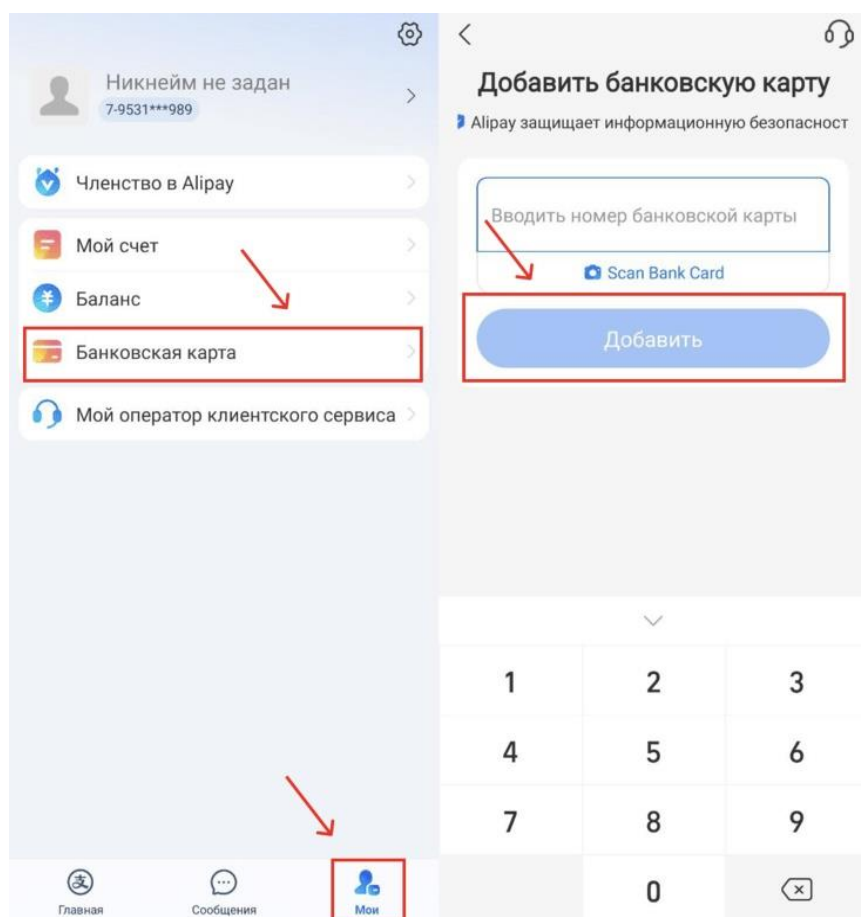 Никнейм не задан
7-9531***989
Членство в Alipay
Мой счет
Баланс
Банковская карта
Мой оператор клиентского сервиса
Главная
Сообщения
Мои
Добавить банковскую карту
Alipay защищает информационную безопасност
Вводить номер банковской карты
Scan Bank Card
Добавить
1 2 3
4 5 6
7 8 9
0